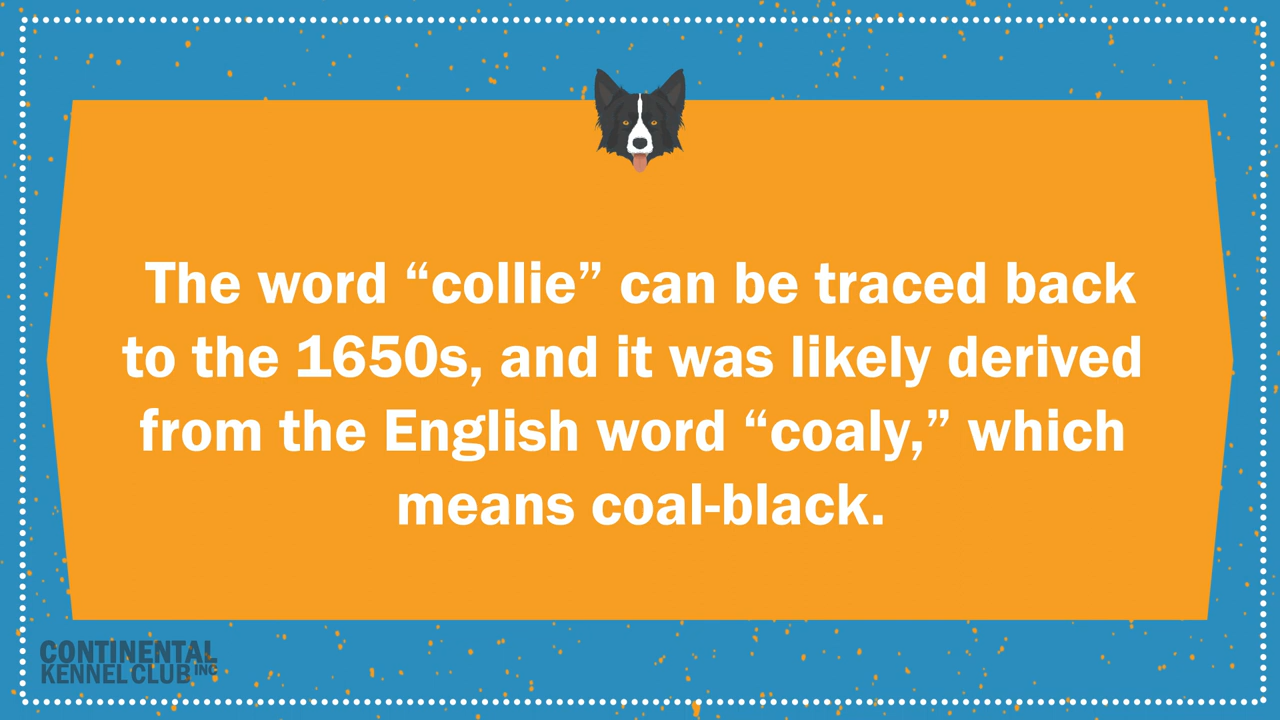 The word “collie” can be traced back
to the 1650s, and it was likely derived
from the English word “coaly,” which
means coal-black.
CONTINENTAL
KENNEL CLUB INC